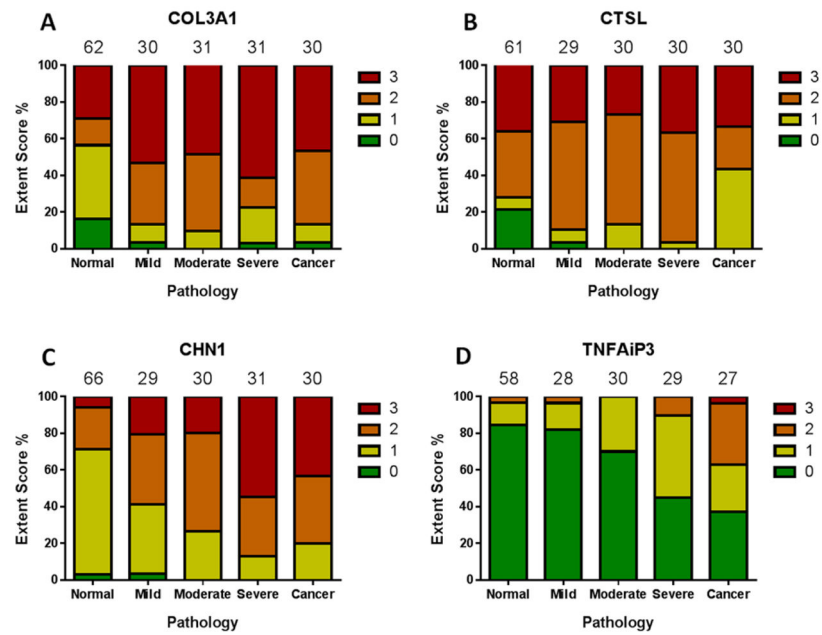 A
COL3A1
62 30 31 31 30
100
80
60
40
20
0
Extent Score %
Normal Mild Moderate Severe Cancer
Pathology
3
2
1
0
B
CTSL
61 29 30 30 30
100
80
60
40
20
0
Extent Score %
Normal Mild Moderate Severe Cancer
Pathology
3
2
1
0
C
CHN1
66 29 30 31 30
100
80
60
40
20
0
Extent Score %
Normal Mild Moderate Severe Cancer
Pathology
3
2
1
0
D
TNFAiP3
58 28 30 29 27
100
80
60
40
20
0
Extent Score %
Normal Mild Moderate Severe Cancer
Pathology
3
2
1
0